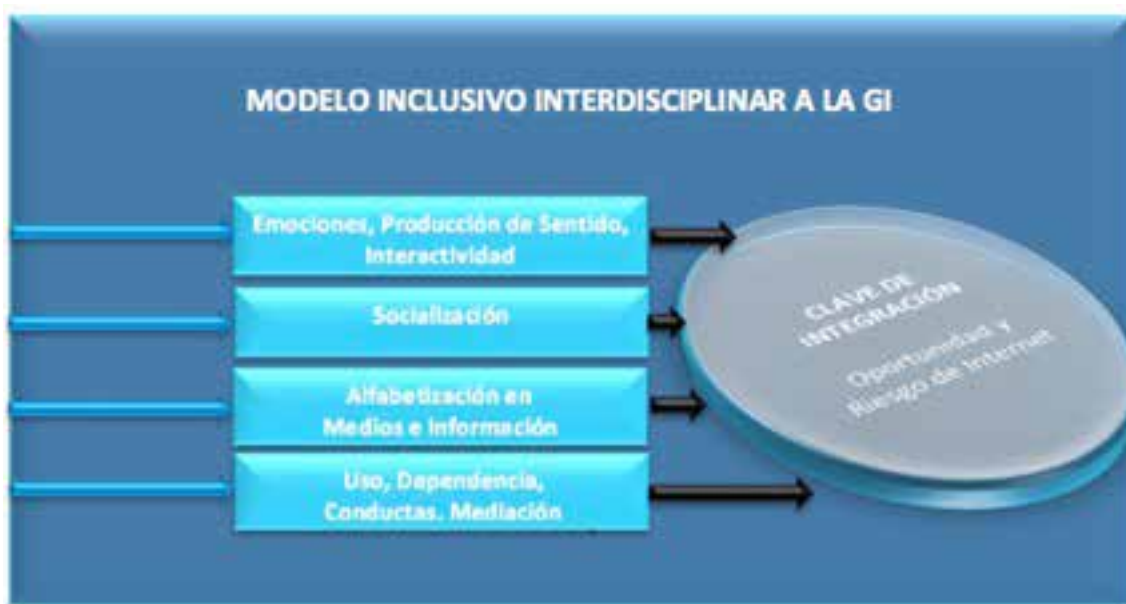 MODELO INCLUSIVO INTERDISCIPLINAR A LA GI
Emociones, Producción de Sentido,
Interactividad
Socialización
Alfabetización en
Medios e Información
Uso, Dependencia,
Conductas. Mediación
CLAVE DE
INTEGRACIÓN
Oportunidad y
Riesgo de Internet